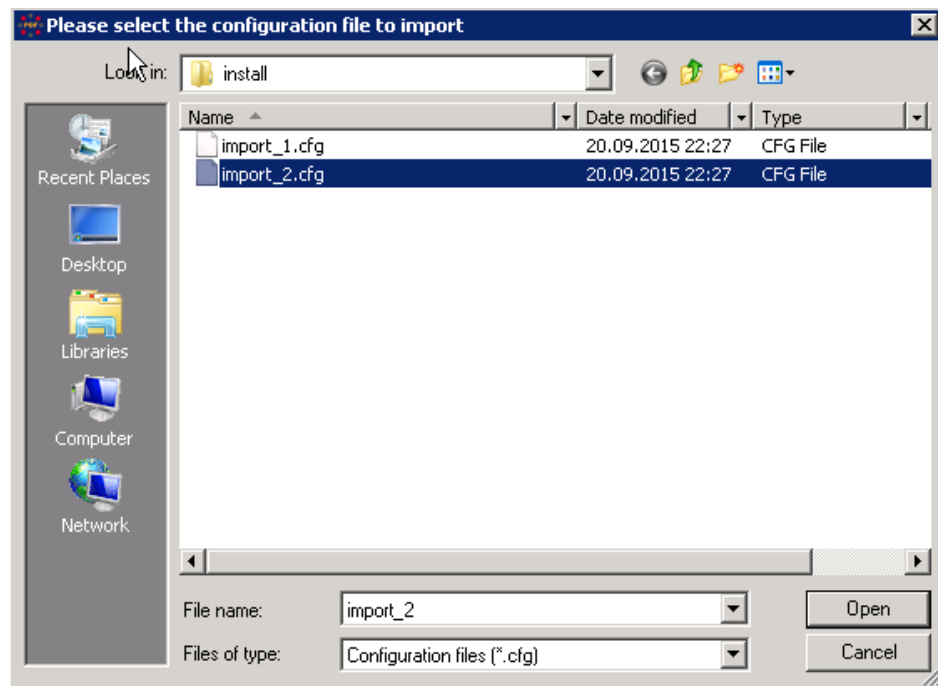 Please select the configuration file to import
Look in: install
Name Date modified Type
import_1.cfg 20.09.2015 22:27 CFG File
import_2.cfg 20.09.2015 22:27 CFG File
Recent Places
Desktop
Libraries
Computer
Network
File name: import_2 Open
Files of type: Configuration files (*.cfg) Cancel